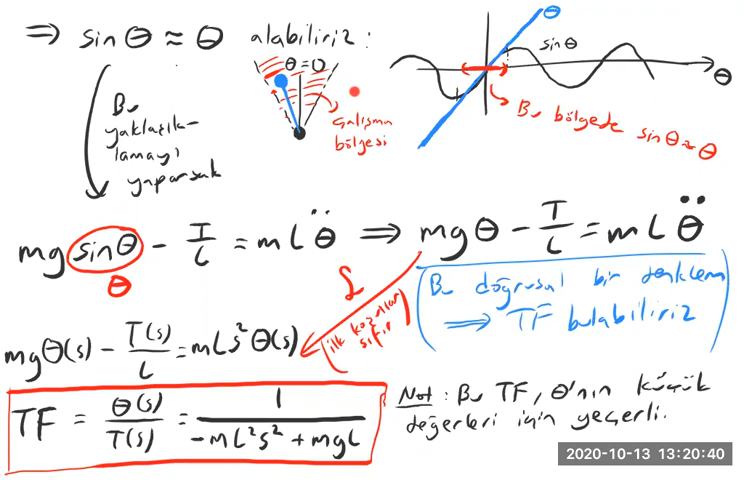 ⇒ sinθ ≈ θ alabiliriz:
θ=0
Çalışma
bölgesi
θ
sinθ
θ
Bu bölgede sinθ≈θ
Bu
yaklaşık-
lamayı
yaparsak
mg sinθ - T/L = mLθ̈ ⇒ mgθ - T/L = mLθ̈
θ
Bu doğrusal bir denklem
⇒ TF bulabiliriz
ℒ
(ilk koşullar
sıfır)
mgθ(s) - T(s)/L = mLs²θ(s)
TF = θ(s)/T(s) = 1/(-mL²s²+mgL)
Not: Bu TF, θ'nın küçük
değerleri için geçerli.
2020-10-13 13:20:40